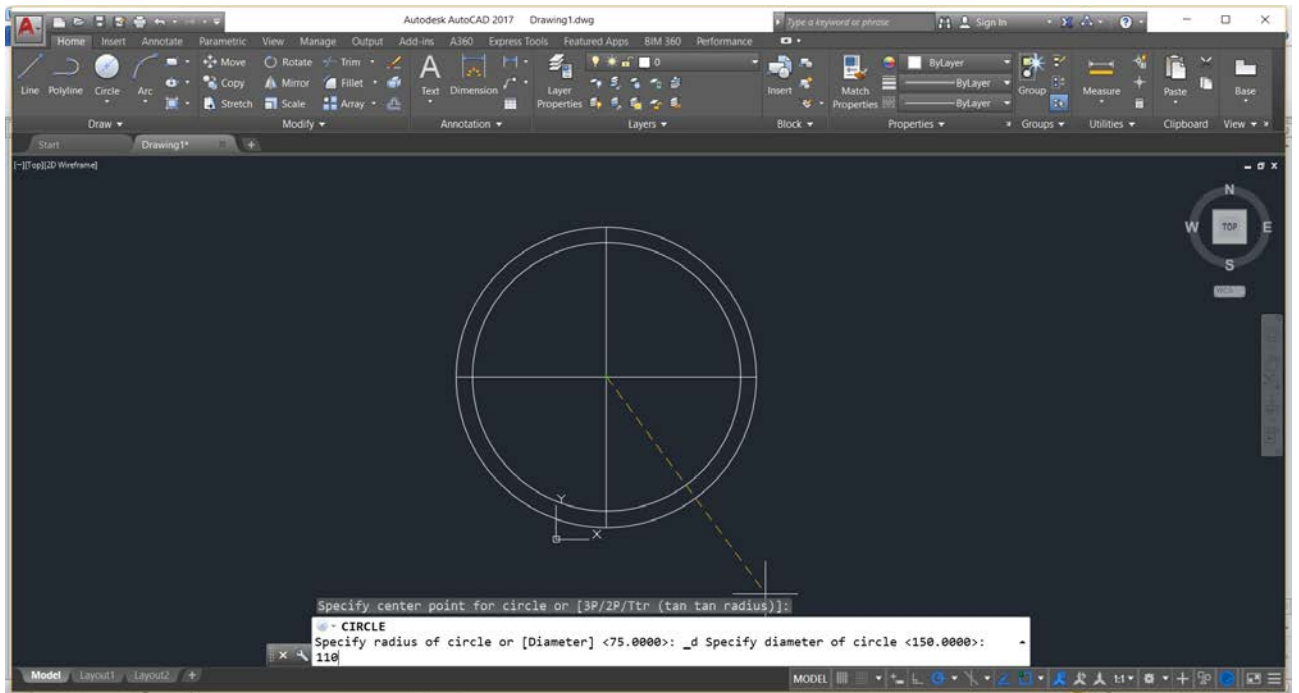 A Autodesk AutoCAD 2017 Drawing1.dwg Type a keyword or phrase Sign In
Home Insert Annotate Parametric View Manage Output Add-ins A360 Express Tools Featured Apps BIM 360 Performance
Move Rotate Trim 0 ByLayer
Line Polyline Circle Arc Copy Mirror Fillet Text Dimension Layer Properties Insert Match Properties ByLayer Group Measure Paste Base
Stretch Scale Array ByLayer
Draw Modify Annotation Layers Block Properties Groups Utilities Clipboard View
Start Drawing1*
[-][Top][2D Wireframe]
N
W TOP E
S
WCS
Y
X
Specify center point for circle or [3P/2P/Ttr (tan tan radius)]:
CIRCLE
Specify radius of circle or [Diameter] <75.0000>: _d Specify diameter of circle <150.0000>:
110
Model Layout1 Layout2 + MODEL 1:1